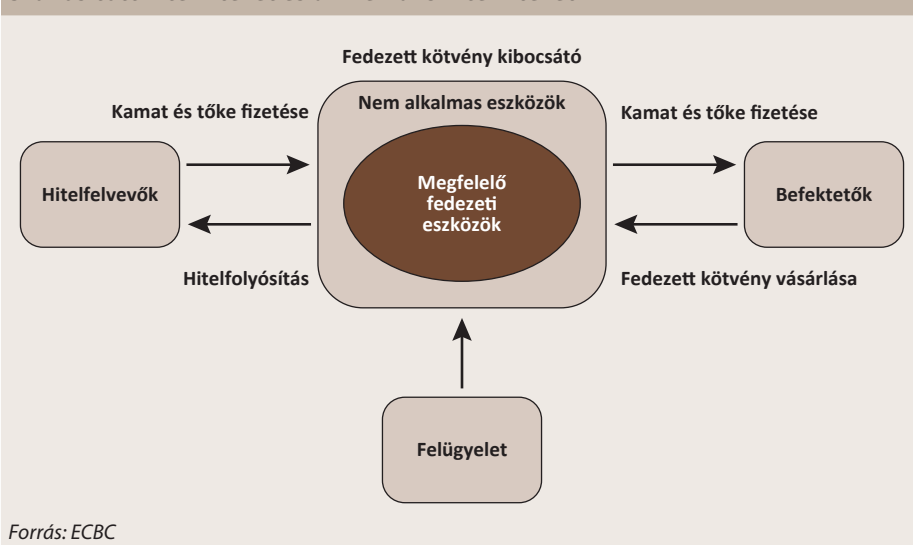 Fedezett kötvény kibocsátó
Nem alkalmas eszközök
Kamat és tőke fizetése
Kamat és tőke fizetése
Hitelfelvevők
Megfelelő
fedezeti
eszközök
Befektetők
Hitelfolyósítás
Fedezett kötvény vásárlása
Felügyelet
Forrás: ECBC